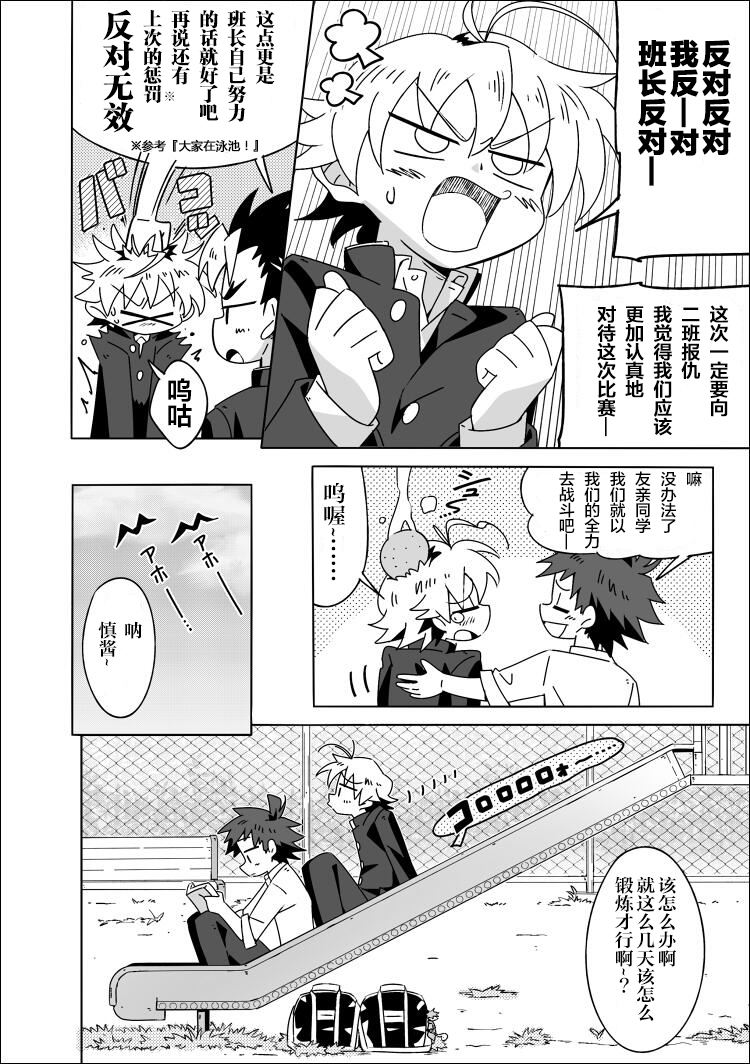 反对反对
我反—对
班长反对—
这次一定要向
二班报仇
我觉得我们应该
更加认真地
对待这次比赛—
这点更是
班长自己努力
的话就好了吧
再说还有
上次的惩罚※
反对无效
※参考『大家在泳池！』
バコッ
呜咕
嘛
没办法了
友亲同学
我们就以
我们的全力
去战斗吧—
呜喔~……
アホー…
アホー…
呐
慎酱~
コロロロロォ~……
该怎么办啊
就这么几天该怎么
锻炼才行啊~？